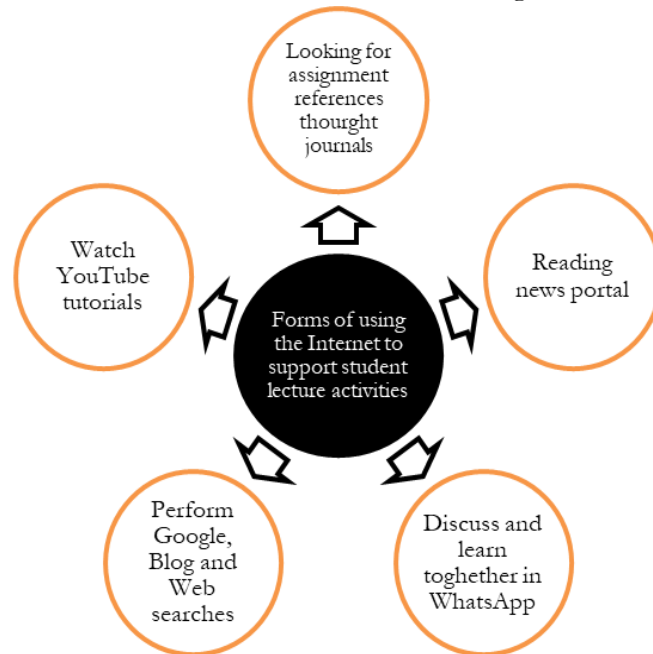 Looking for
assignment
references
thourght
journals
Watch
YouTube
tutorials
Reading
news portal
Forms of using
the Internet to
support student
lecture activities
Perform
Google,
Blog and
Web
searches
Discuss and
learn
toghether in
WhatsApp